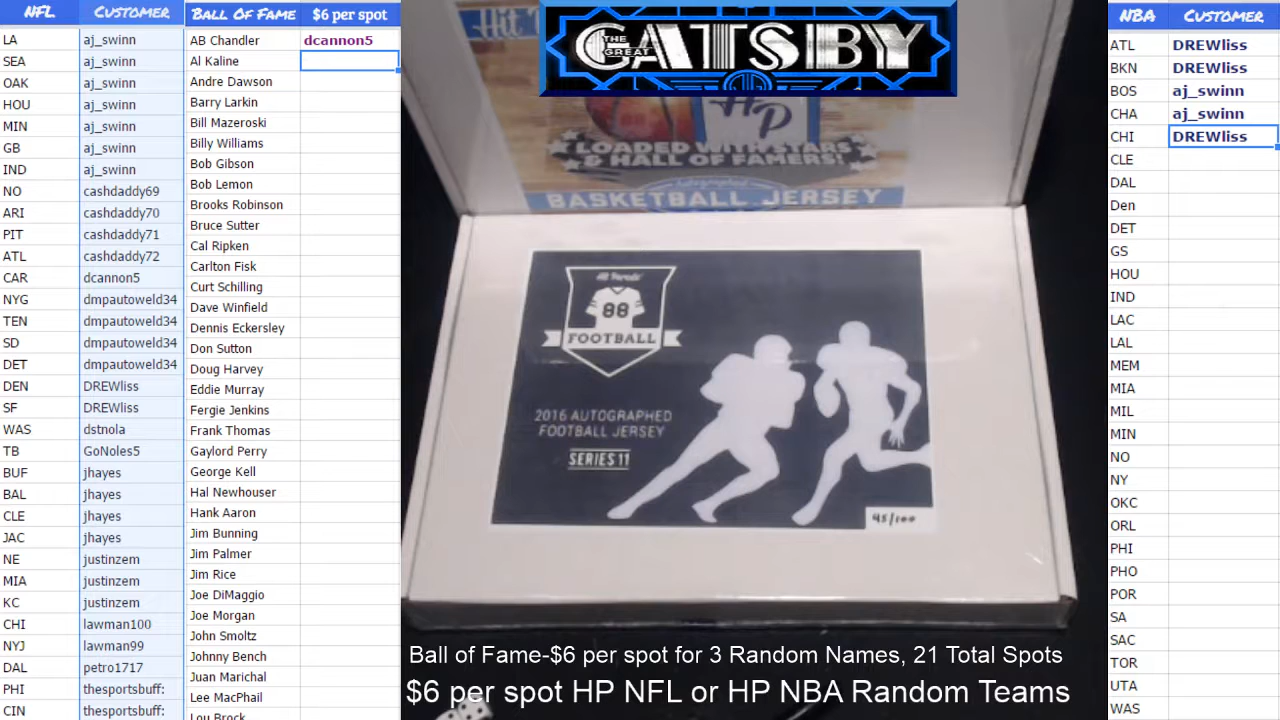 NFL CUSTOMER
LA aj_swinn
SEA aj_swinn
OAK aj_swinn
HOU aj_swinn
MIN aj_swinn
GB aj_swinn
IND aj_swinn
NO cashdaddy69
ARI cashdaddy70
PIT cashdaddy71
ATL cashdaddy72
CAR dcannon5
NYG dmpautoweld34
TEN dmpautoweld34
SD dmpautoweld34
DET dmpautoweld34
DEN DREWliss
SF DREWliss
WAS dstnola
TB GoNoles5
BUF jhayes
BAL jhayes
CLE jhayes
JAC jhayes
NE justinzem
MIA justinzem
KC justinzem
CHI lawman100
NYJ lawman99
DAL petro1717
PHI thesportsbuff:
CIN thesportsbuff:
BALL OF FAME $6 per spot
AB Chandler dcannon5
Al Kaline
Andre Dawson
Barry Larkin
Bill Mazeroski
Billy Williams
Bob Gibson
Bob Lemon
Brooks Robinson
Bruce Sutter
Cal Ripken
Carlton Fisk
Curt Schilling
Dave Winfield
Dennis Eckersley
Don Sutton
Doug Harvey
Eddie Murray
Fergie Jenkins
Frank Thomas
Gaylord Perry
George Kell
Hal Newhouser
Hank Aaron
Jim Bunning
Jim Palmer
Jim Rice
Joe DiMaggio
Joe Morgan
John Smoltz
Johnny Bench
Juan Marichal
Lee MacPhail
Lou Brock
THE GREAT GATSBY
Hit
88
HP
LOADED WITH STARS
& HALL OF FAMERS!
Autographed
BASKETBALL JERSEY
Hit Parade
88
FOOTBALL
2016 AUTOGRAPHED
FOOTBALL JERSEY
SERIES 11
45/100
Ball of Fame-$6 per spot for 3 Random Names, 21 Total Spots
$6 per spot HP NFL or HP NBA Random Teams
NBA CUSTOMER
ATL DREWliss
BKN DREWliss
BOS aj_swinn
CHA aj_swinn
CHI DREWliss
CLE
DAL
Den
DET
GS
HOU
IND
LAC
LAL
MEM
MIA
MIL
MIN
NO
NY
OKC
ORL
PHI
PHO
POR
SA
SAC
TOR
UTA
WAS